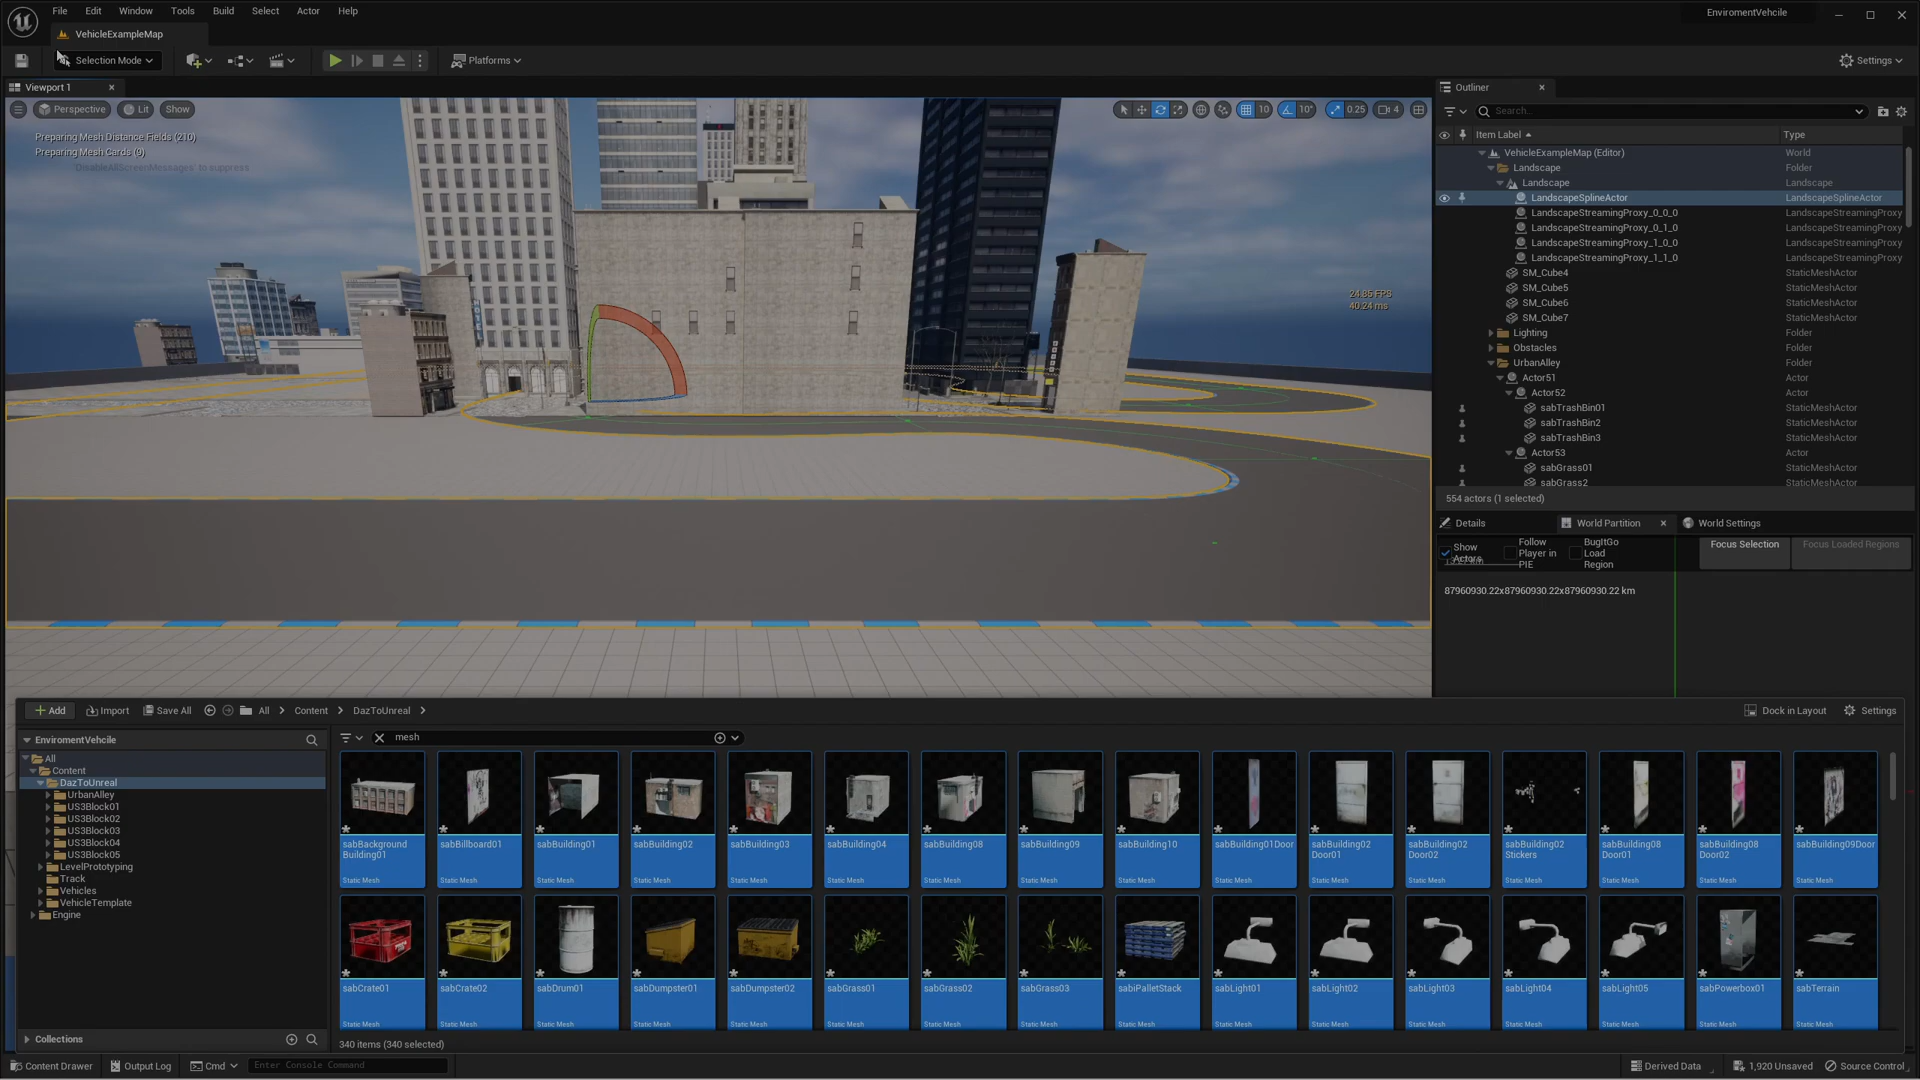 File Edit Window Tools Build Select Actor Help
EnviromentVehcile
VehicleExampleMap
Selection Mode
Platforms
Settings
Viewport 1
Perspective Lit Show
10 10° 0.25 4
Preparing Mesh Distance Fields (210)
Preparing Mesh Cards (9)
'DisableAllScreenMessages' to suppress
24.85 FPS
40.24 ms
HOTEL
Outliner
Search...
Item Label Type
VehicleExampleMap (Editor) World
Landscape Folder
Landscape Landscape
LandscapeSplineActor LandscapeSplineActor
LandscapeStreamingProxy_0_0_0 LandscapeStreamingProxy
LandscapeStreamingProxy_0_1_0 LandscapeStreamingProxy
LandscapeStreamingProxy_1_0_0 LandscapeStreamingProxy
LandscapeStreamingProxy_1_1_0 LandscapeStreamingProxy
SM_Cube4 StaticMeshActor
SM_Cube5 StaticMeshActor
SM_Cube6 StaticMeshActor
SM_Cube7 StaticMeshActor
Lighting Folder
Obstacles Folder
UrbanAlley Folder
Actor51 Actor
Actor52 Actor
sabTrashBin01 StaticMeshActor
sabTrashBin2 StaticMeshActor
sabTrashBin3 StaticMeshActor
Actor53 Actor
sabGrass01 StaticMeshActor
sabGrass2 StaticMeshActor
554 actors (1 selected)
Details World Partition World Settings
Show Actors
Follow Player in PIE
BugItGo Load Region
Focus Selection Focus Loaded Regions
87960930.22x87960930.22x87960930.22 km
Add Import Save All All Content DazToUnreal
Dock in Layout Settings
EnviromentVehcile
All
Content
DazToUnreal
UrbanAlley
US3Block01
US3Block02
US3Block03
US3Block04
US3Block05
LevelPrototyping
Track
Vehicles
VehicleTemplate
Engine
Collections
mesh
sabBackground sabBillboard01 sabBuilding01 sabBuilding02 sabBuilding03 sabBuilding04 sabBuilding08 sabBuilding09 sabBuilding10 sabBuilding01Door sabBuilding02 sabBuilding02 sabBuilding02 sabBuilding08 sabBuilding08 sabBuilding09Door
Building01 Door01 Door02 Stickers Door01 Door02
Static Mesh Static Mesh Static Mesh Static Mesh Static Mesh Static Mesh Static Mesh Static Mesh Static Mesh Static Mesh Static Mesh Static Mesh Static Mesh Static Mesh Static Mesh Static Mesh
sabCrate01 sabCrate02 sabDrum01 sabDumpster01 sabDumpster02 sabGrass01 sabGrass02 sabGrass03 sabiPalletStack sabLight01 sabLight02 sabLight03 sabLight04 sabLight05 sabPowerbox01 sabTerrain
Static Mesh Static Mesh Static Mesh Static Mesh Static Mesh Static Mesh Static Mesh Static Mesh Static Mesh Static Mesh Static Mesh Static Mesh Static Mesh Static Mesh Static Mesh Static Mesh
340 items (340 selected)
Content Drawer Output Log Cmd Enter Console Command
Derived Data 1,920 Unsaved Source Control